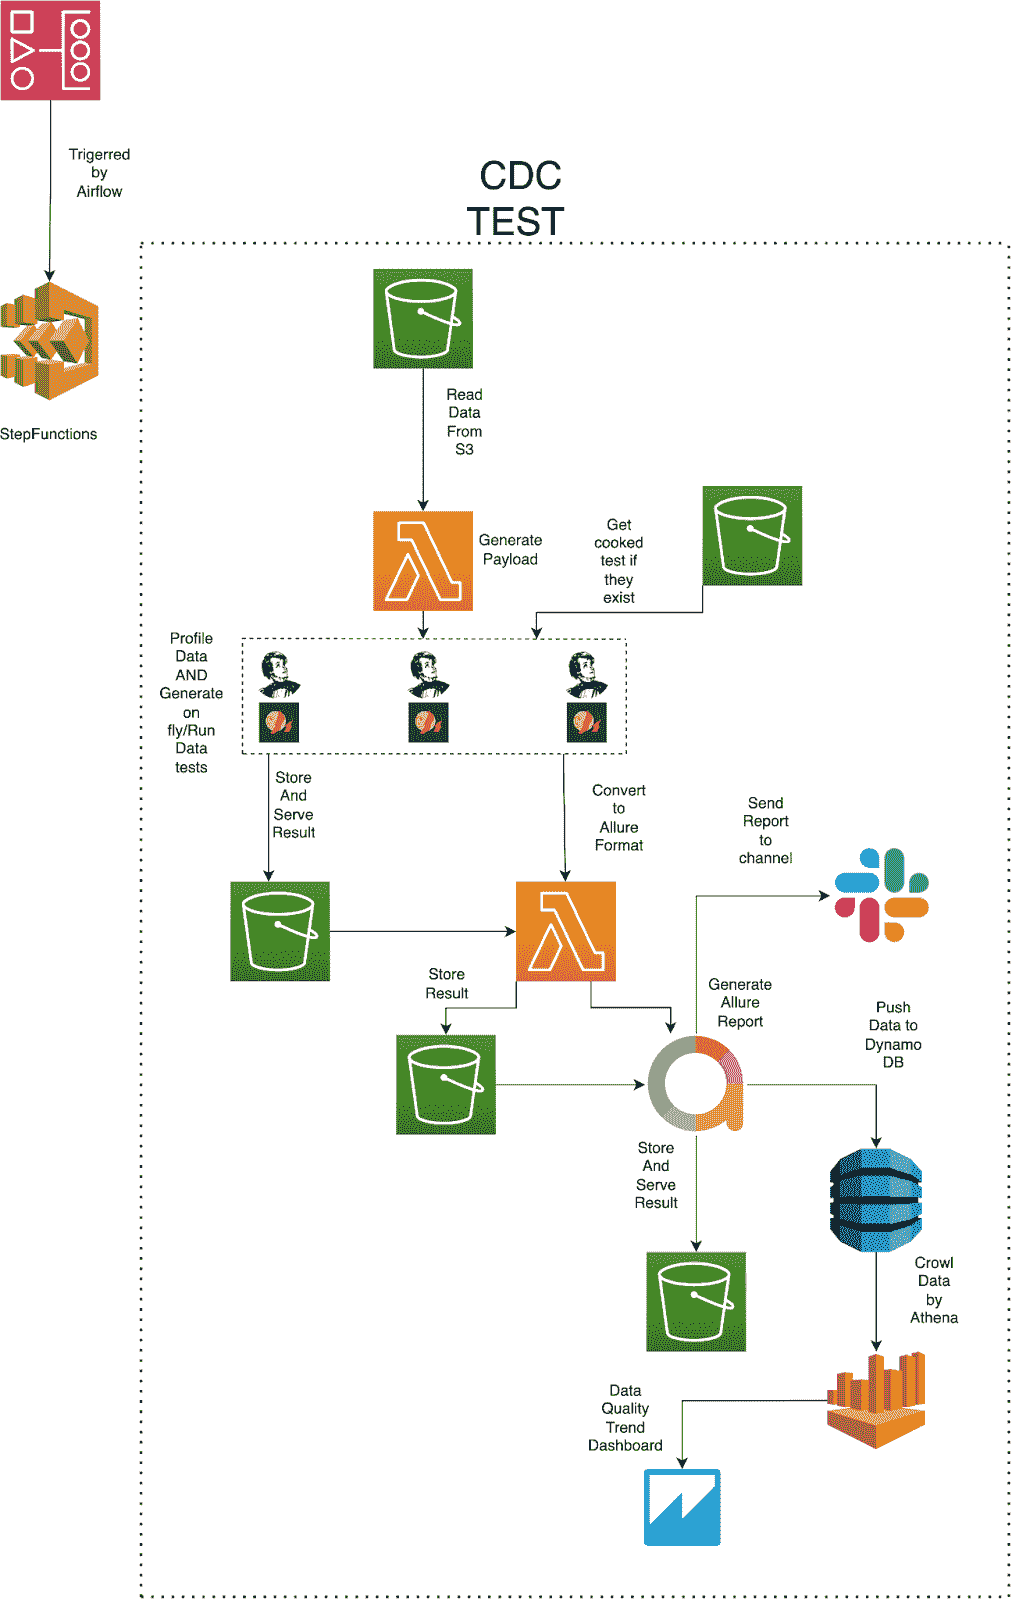 Trigerred
by
Airflow
CDC
TEST
StepFunctions
Read
Data
From
S3
Generate
Payload
Get
cooked
test if
they
exist
Profile
Data
AND
Generate
on
fly/Run
Data
tests
Store
And
Serve
Result
Convert
to
Allure
Format
Send
Report
to
channel
Store
Result
Generate
Allure
Report
Push
Data to
Dynamo
DB
Store
And
Serve
Result
Crowl
Data
by
Athena
Data
Quality
Trend
Dashboard